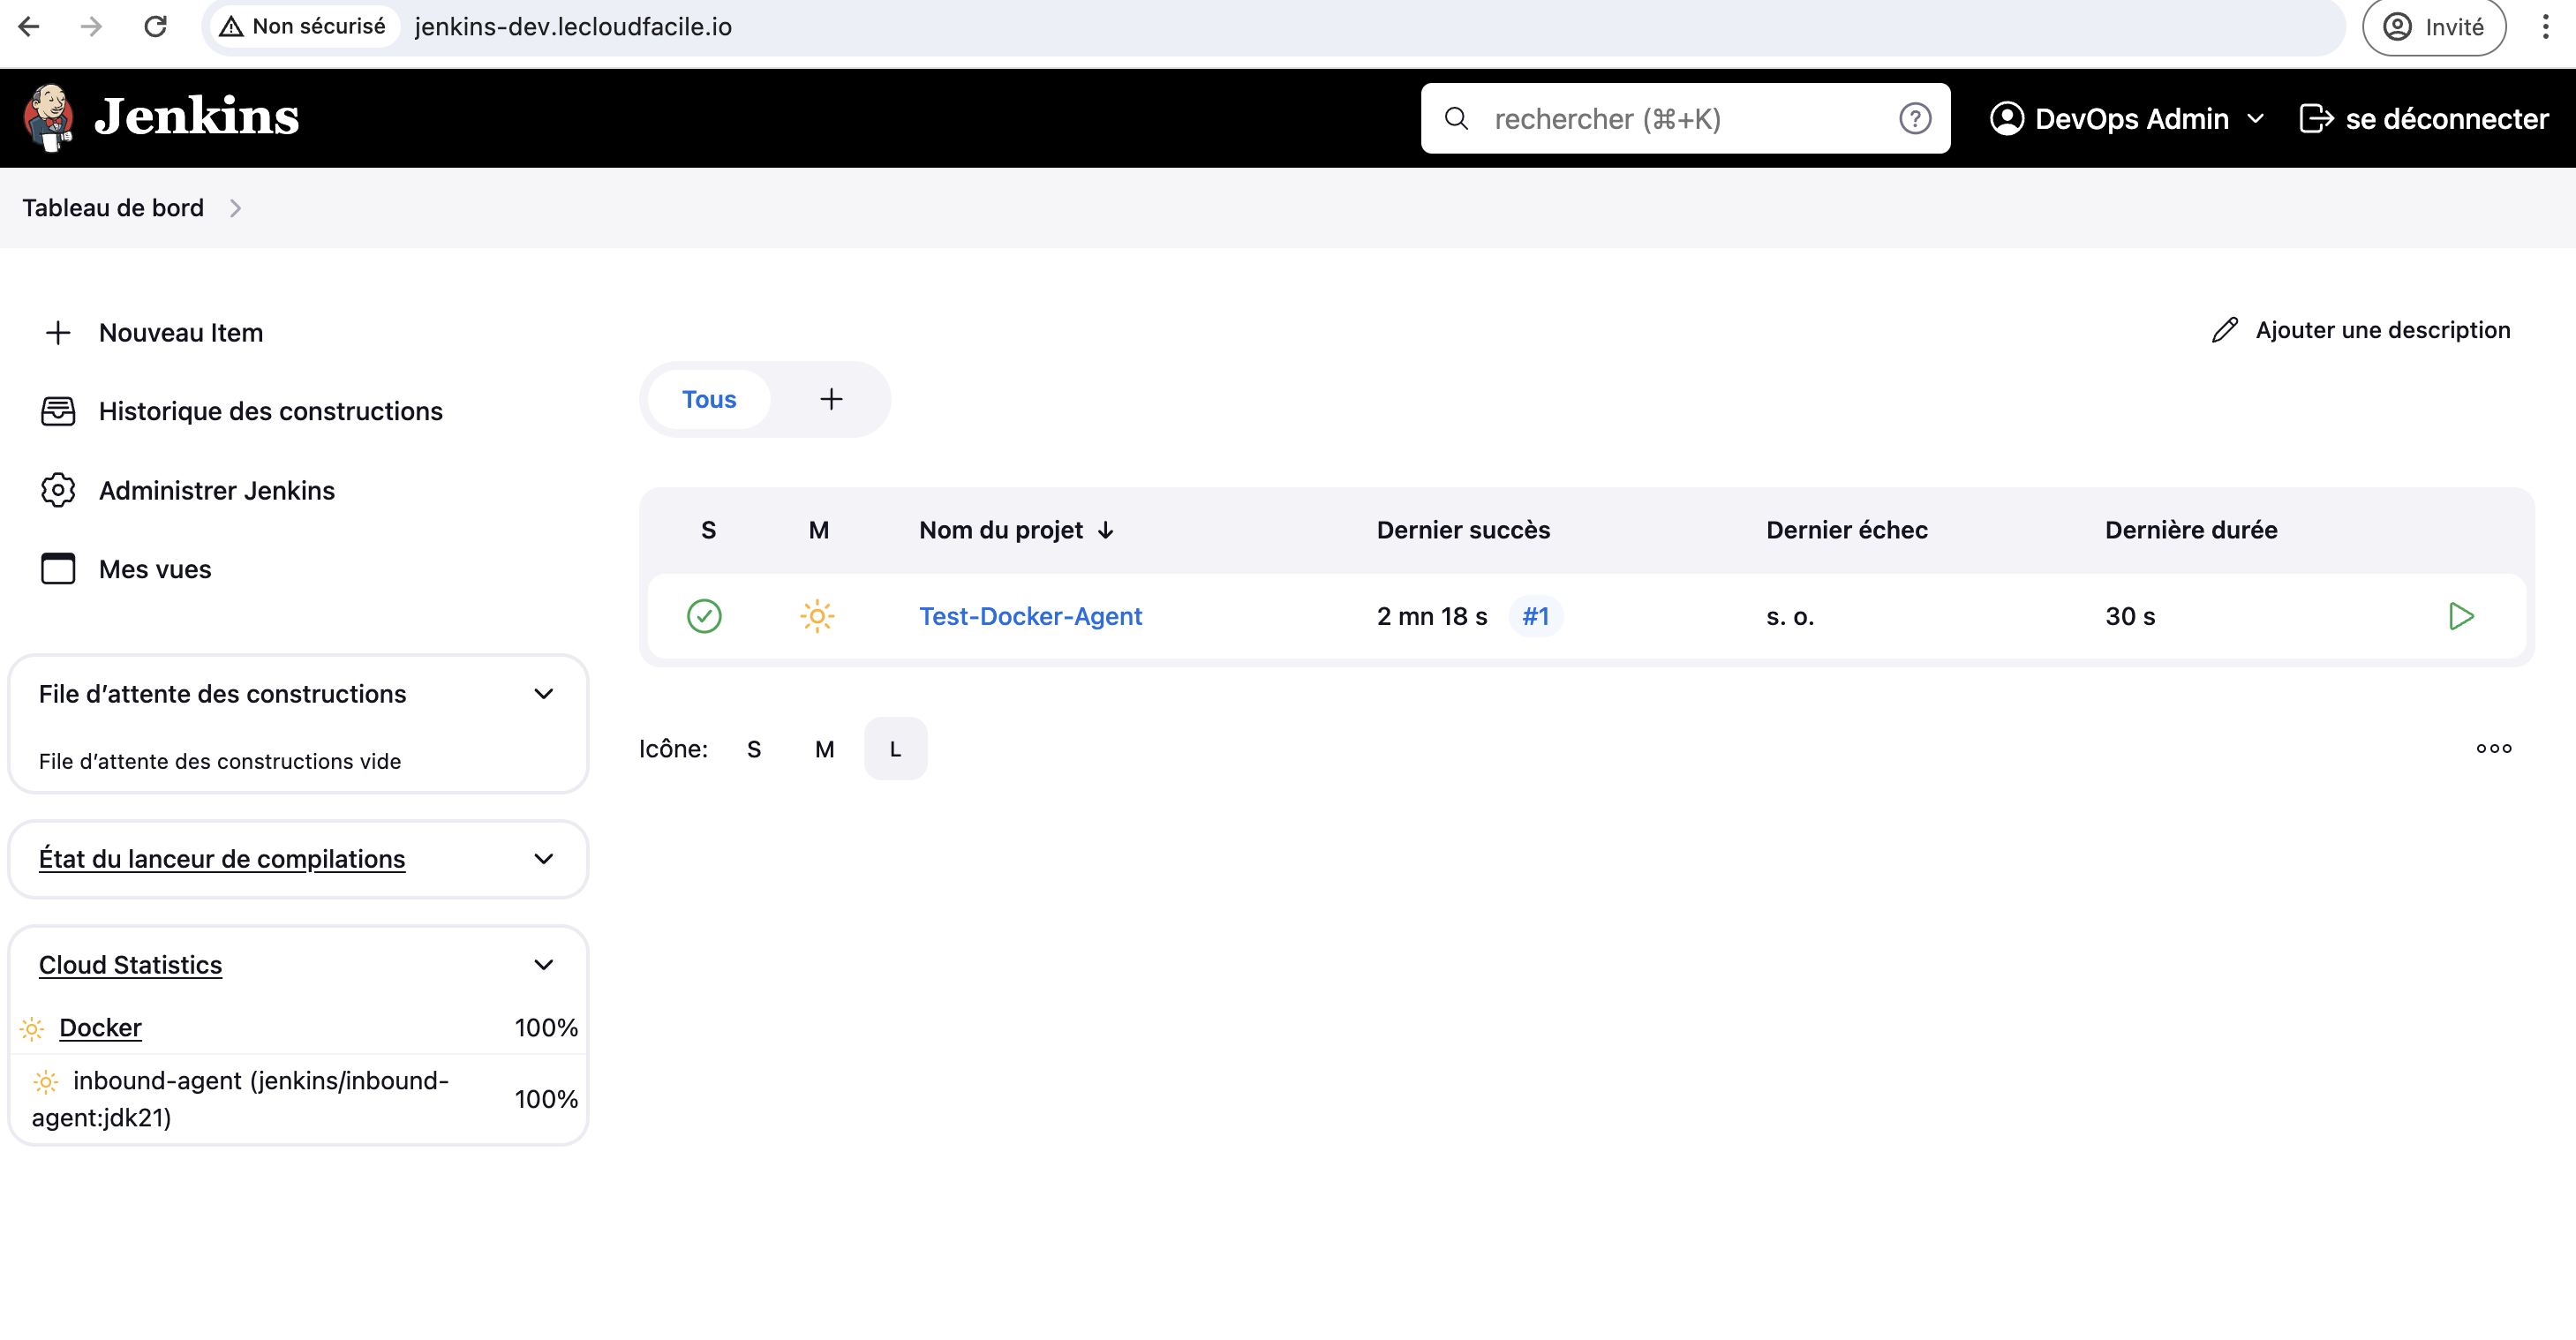 Non sécurisé jenkins-dev.lecloudfacile.io Invité
Jenkins rechercher (⌘+K) ? DevOps Admin se déconnecter
Tableau de bord
Nouveau Item
Historique des constructions
Administrer Jenkins
Mes vues
File d’attente des constructions
File d’attente des constructions vide
État du lanceur de compilations
Cloud Statistics
Docker 100%
inbound-agent (jenkins/inbound-
agent:jdk21) 100%
Ajouter une description
Tous +
S M Nom du projet ↓ Dernier succès Dernier échec Dernière durée
Test-Docker-Agent 2 mn 18 s #1 s. o. 30 s
Icône: S M L